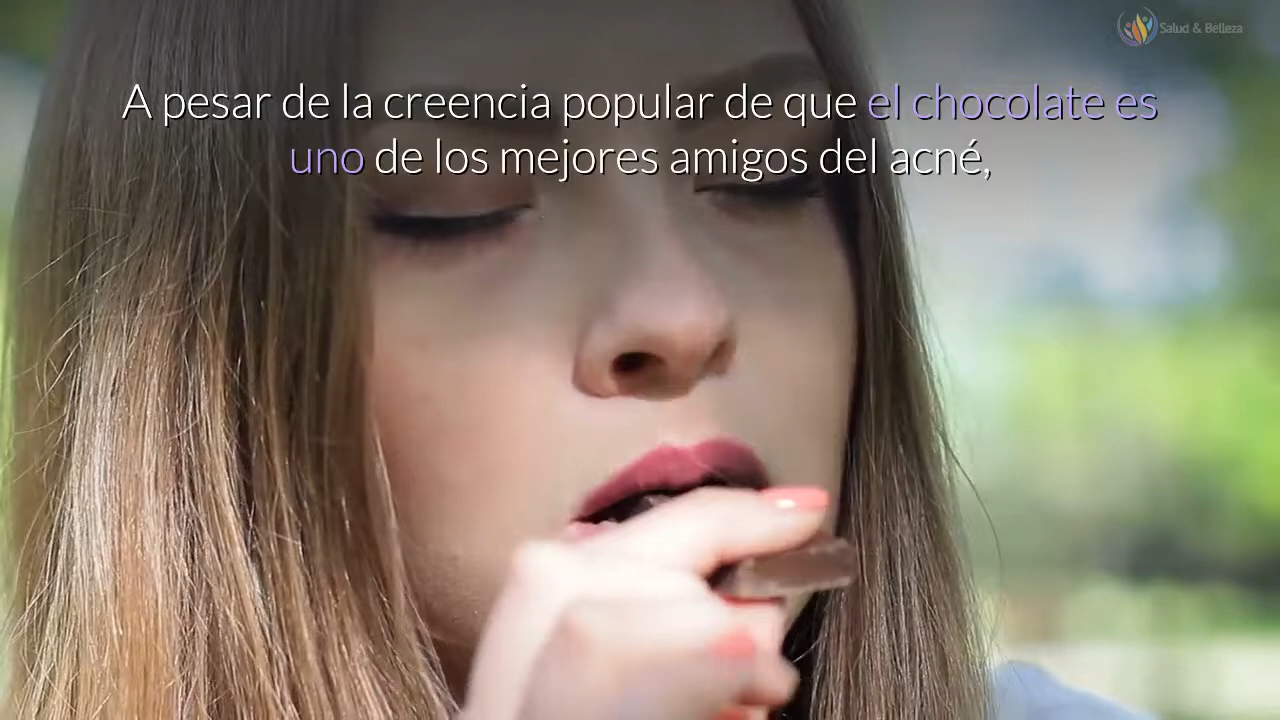 Salud & Belleza
A pesar de la creencia popular de que el chocolate es
uno de los mejores amigos del acné,